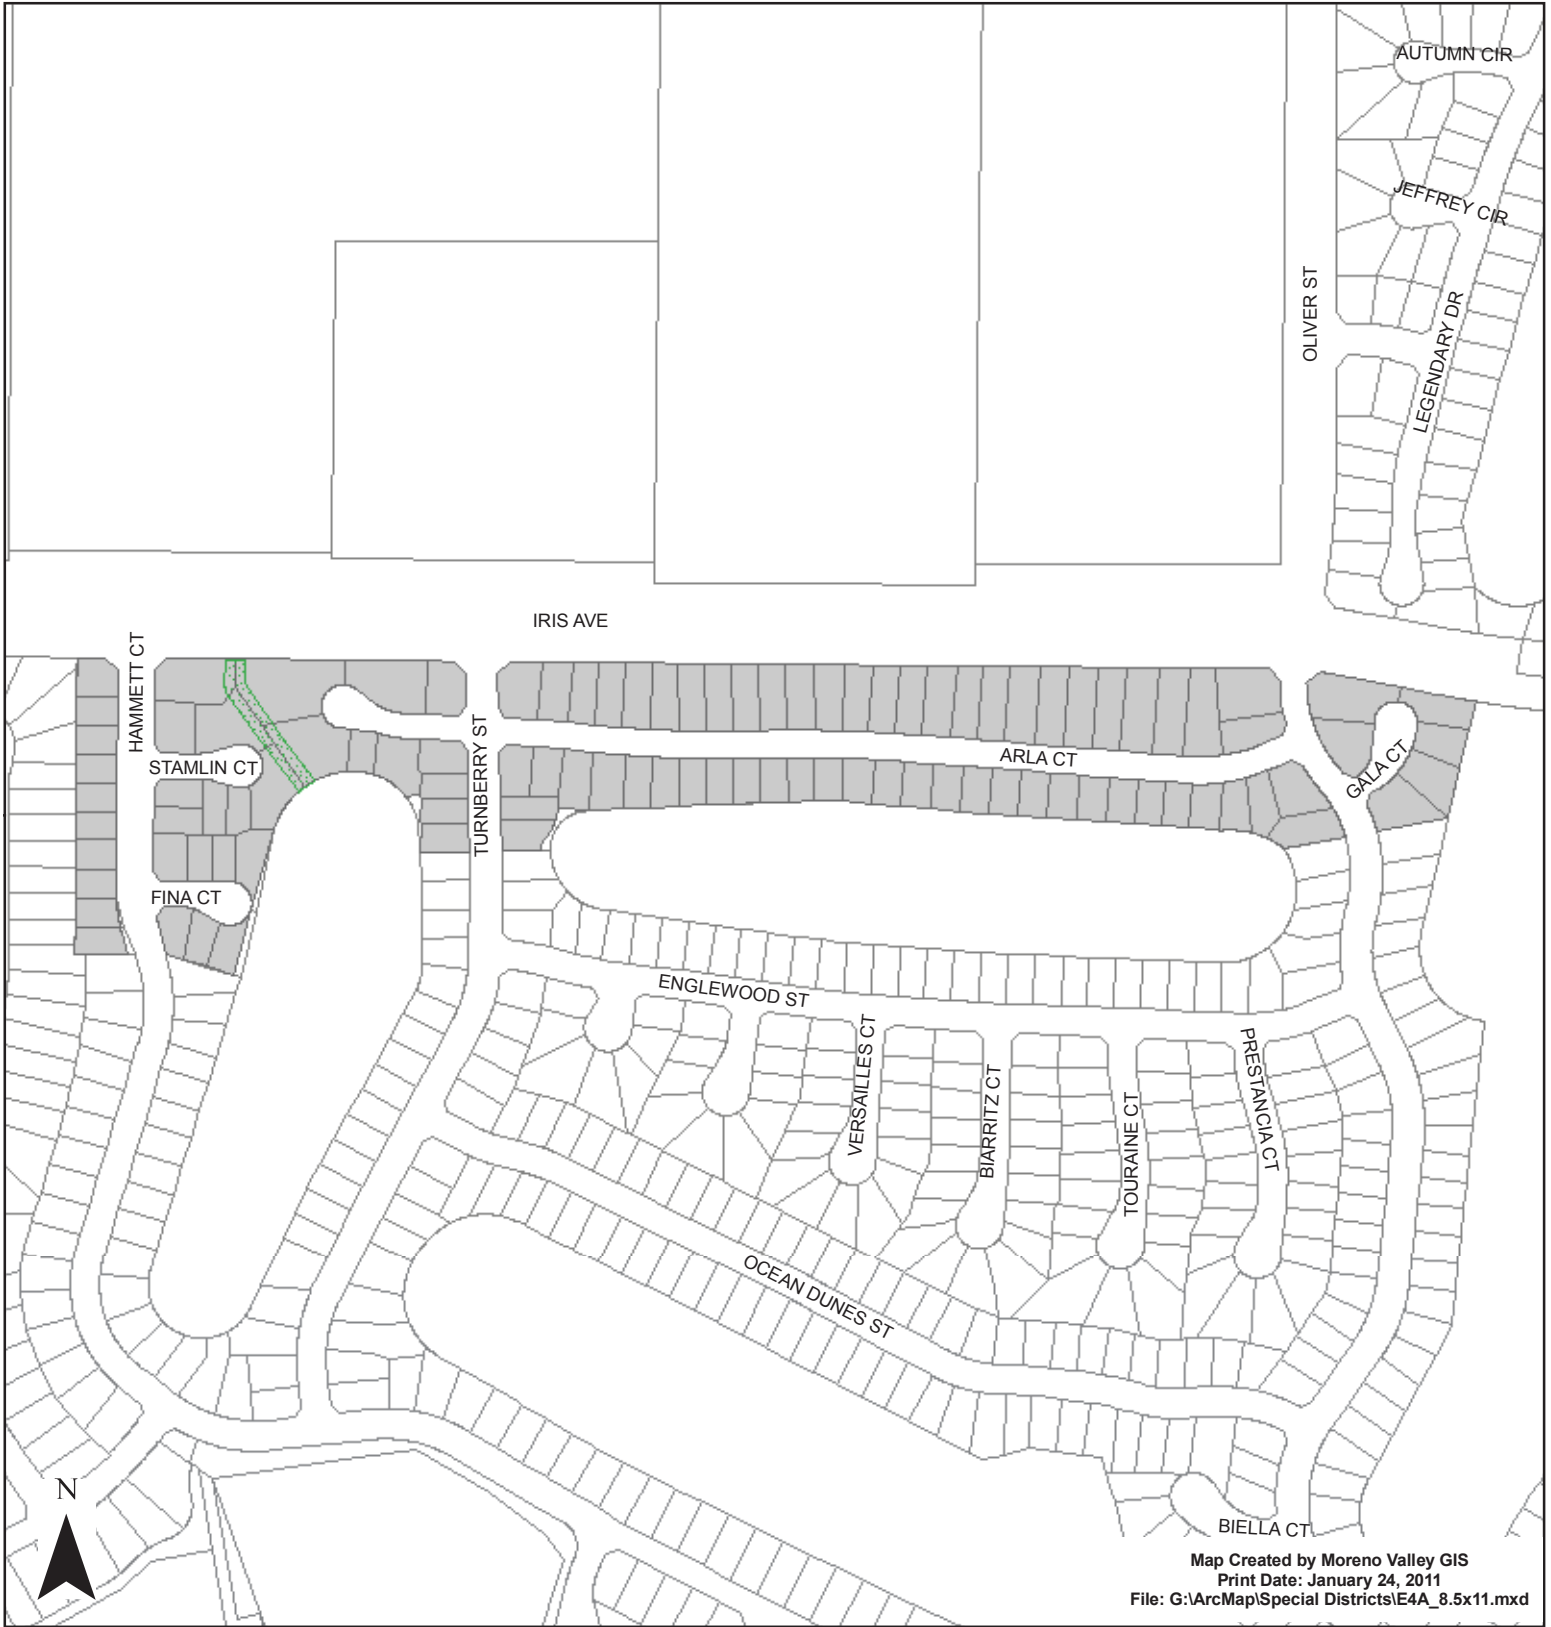 AUTUMN CIR
JEFFREY CIR
OLIVER ST
LEGENDARY DR
IRIS AVE
HAMMETT CT
STAMLIN CT
TURNBERRY ST
ARLA CT
GALA CT
FINA CT
ENGLEWOOD ST
VERSAILLES CT
BIARRITZ CT
TOURAINE CT
PRESTANCIA CT
OCEAN DUNES ST
N
BIELLA CT
Map Created by Moreno Valley GIS
Print Date: January 24, 2011
File: G:\ArcMap\Special Districts\E4A_8.5x11.mxd